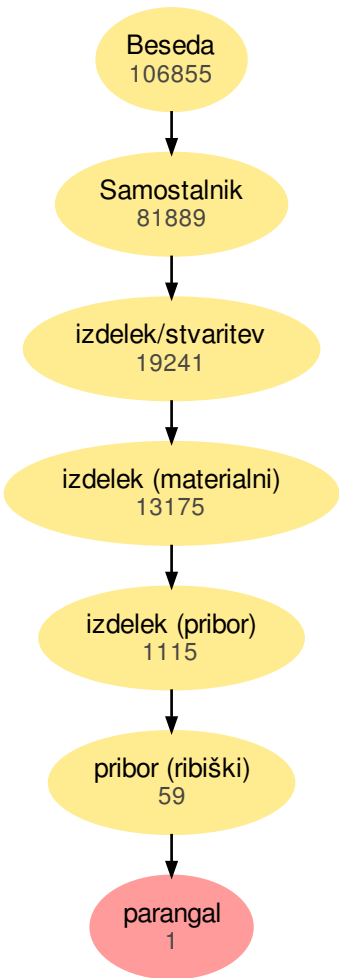 Beseda
106855
Samostalnik
81889
izdelek/stvaritev
19241
izdelek (materialni)
13175
izdelek (pribor)
1115
pribor (ribiški)
59
parangal
1